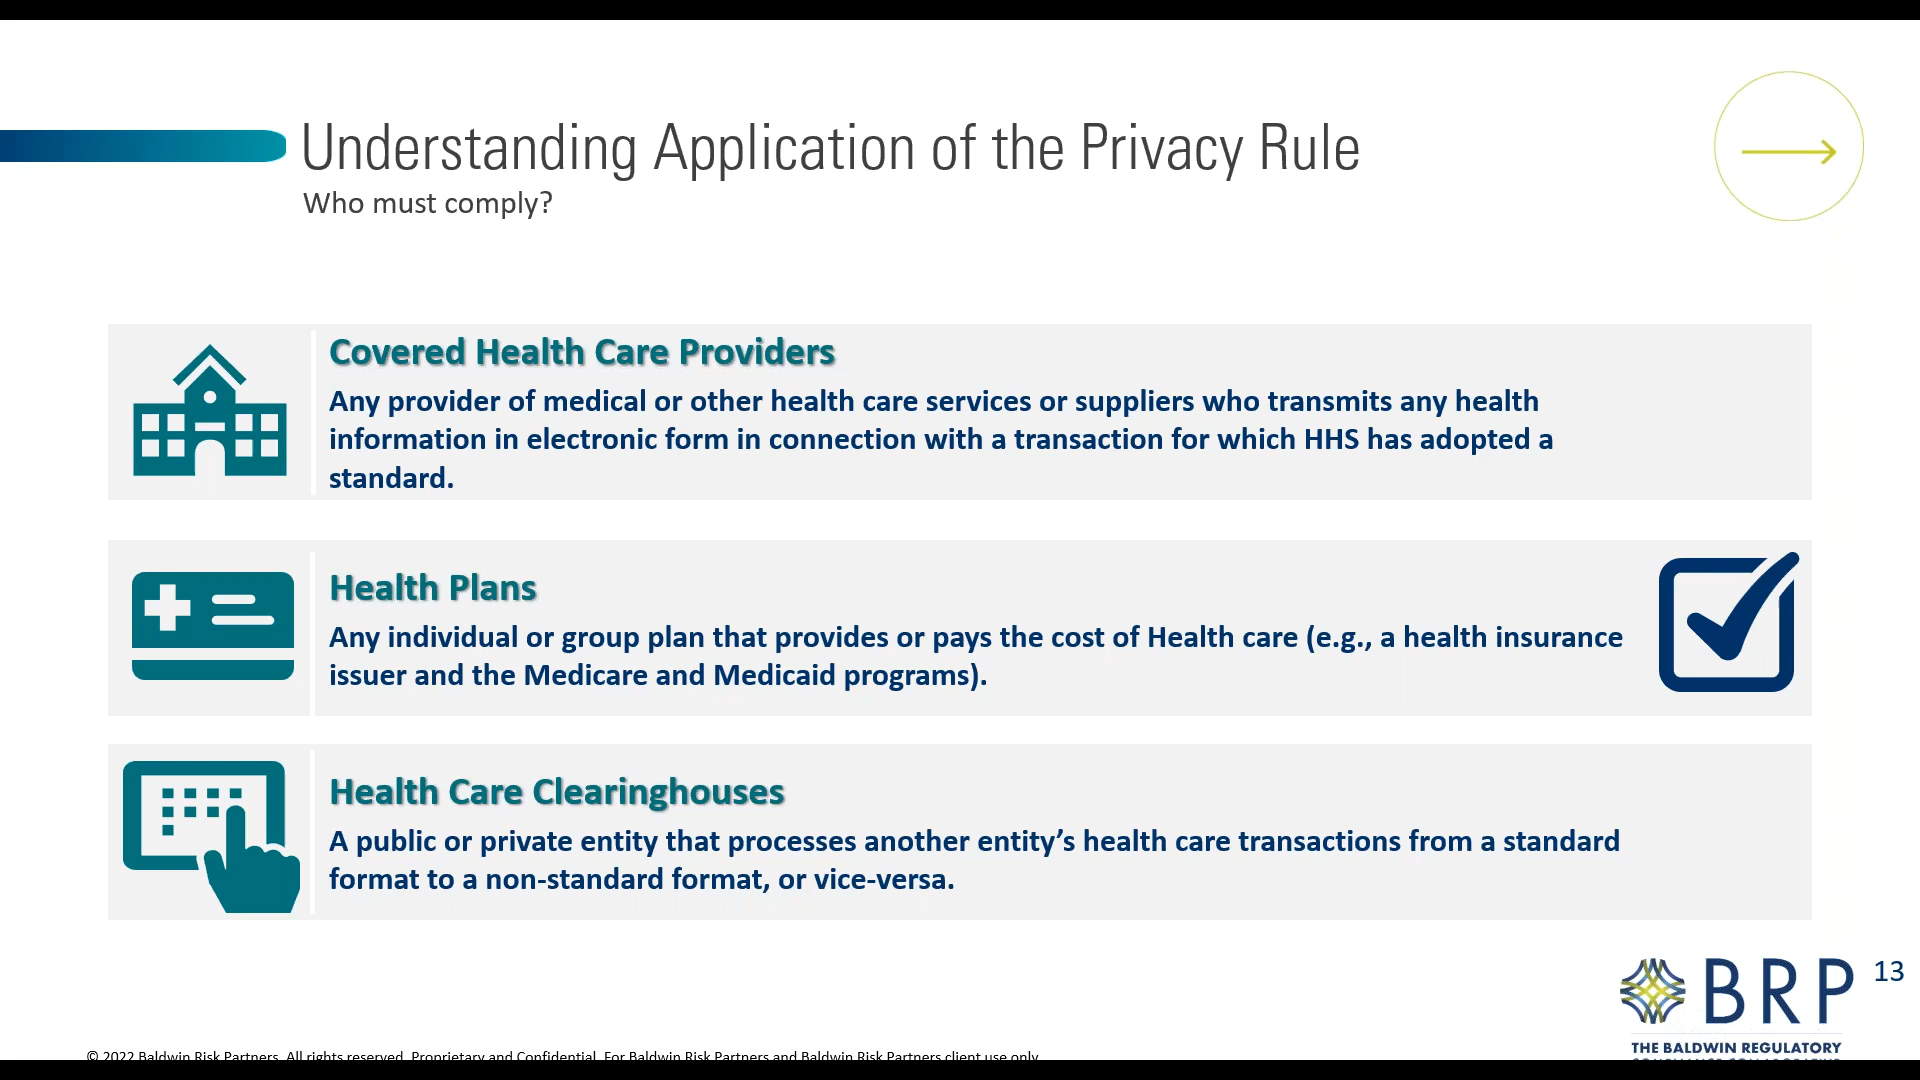 Understanding Application of the Privacy Rule
Who must comply?
Covered Health Care Providers
Any provider of medical or other health care services or suppliers who transmits any health
information in electronic form in connection with a transaction for which HHS has adopted a
standard.
Health Plans
Any individual or group plan that provides or pays the cost of Health care (e.g., a health insurance
issuer and the Medicare and Medicaid programs).
Health Care Clearinghouses
A public or private entity that processes another entity’s health care transactions from a standard
format to a non-standard format, or vice-versa.
BRP
13
THE BALDWIN REGULATORY
© 2022 Baldwin Risk Partners. All rights reserved. Proprietary and Confidential. For Baldwin Risk Partners and Baldwin Risk Partners client use only.